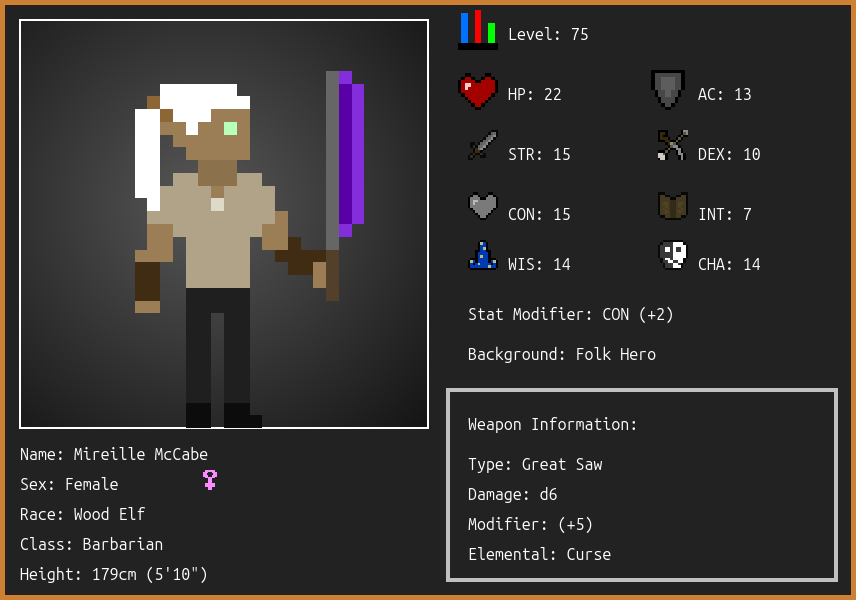 Level: 75
HP: 22
AC: 13
STR: 15
DEX: 10
CON: 15
INT: 7
WIS: 14
CHA: 14
Stat Modifier: CON (+2)
Background: Folk Hero
Weapon Information:
Type: Great Saw
Damage: d6
Modifier: (+5)
Elemental: Curse
Name: Mireille McCabe
Sex: Female
Race: Wood Elf
Class: Barbarian
Height: 179cm (5'10")